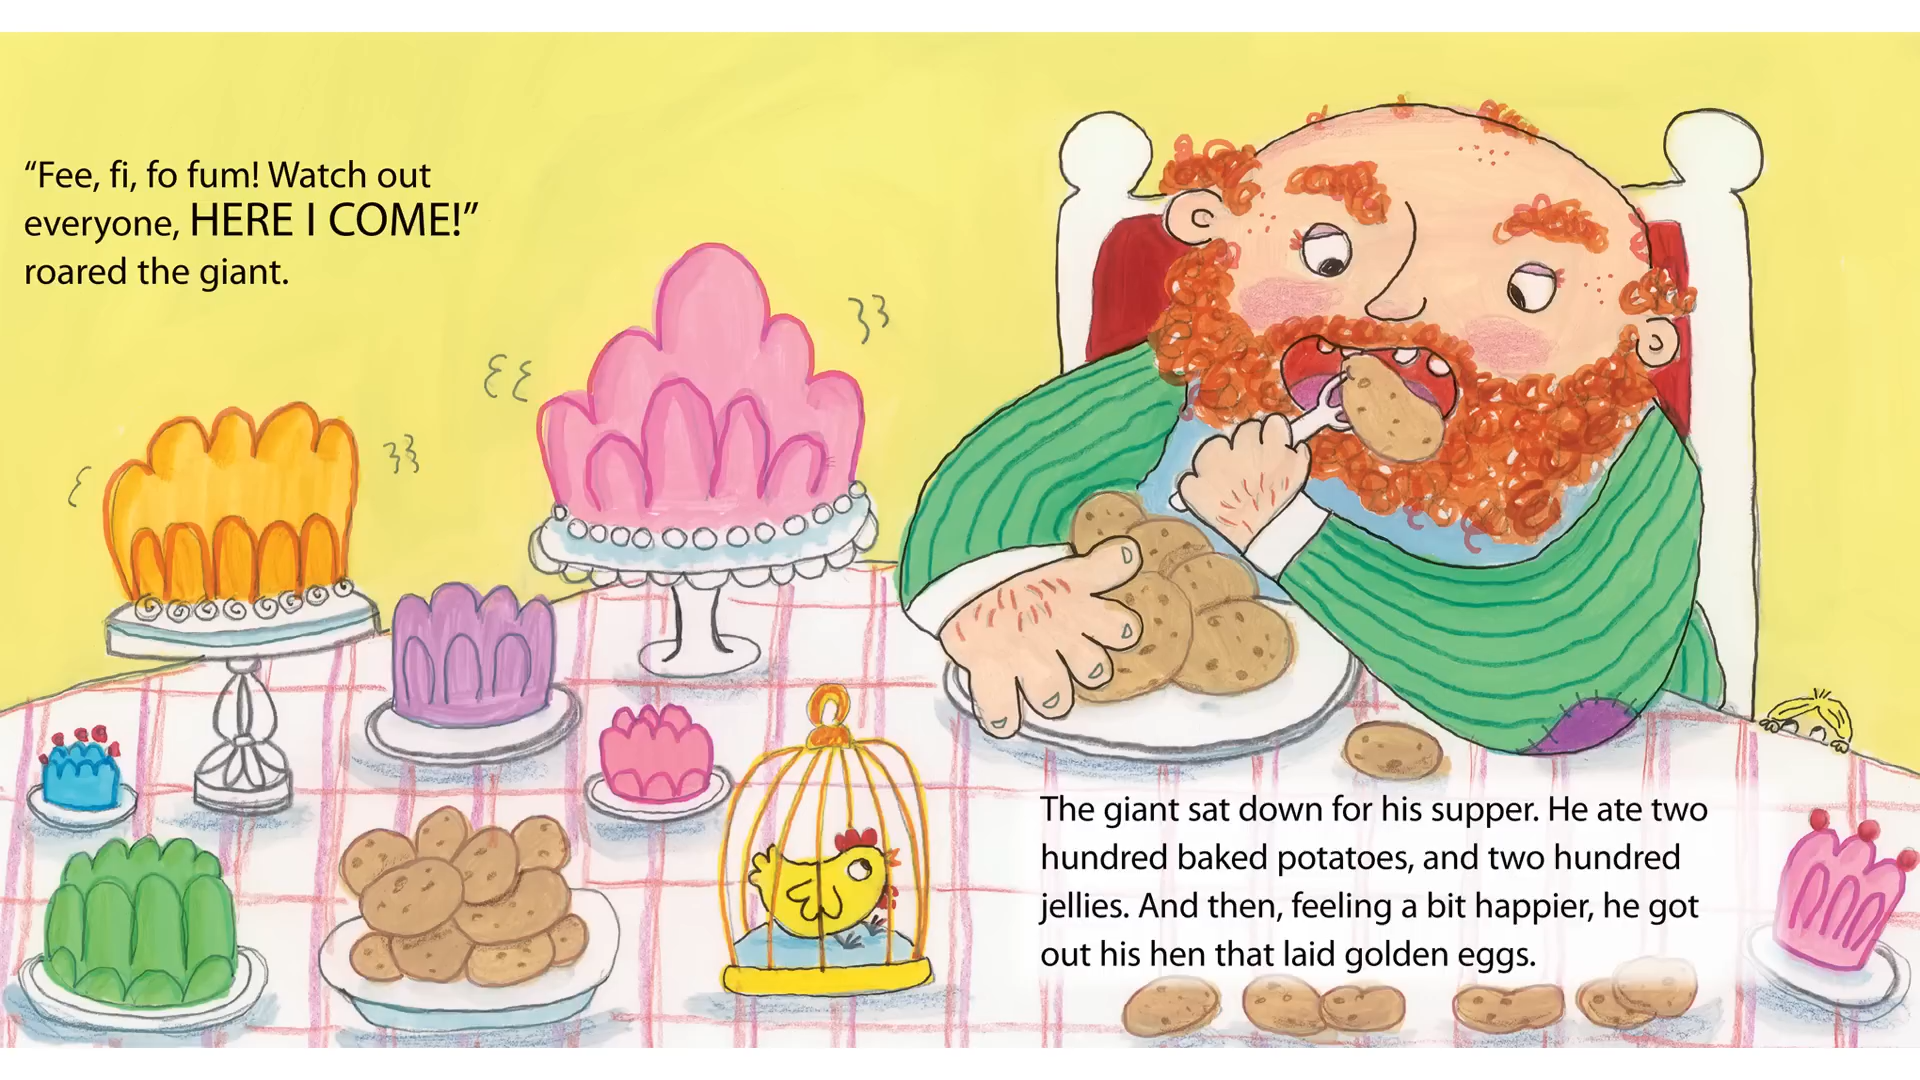 “Fee, fi, fo fum! Watch out
everyone, HERE I COME!”
roared the giant.
The giant sat down for his supper. He ate two
hundred baked potatoes, and two hundred
jellies. And then, feeling a bit happier, he got
out his hen that laid golden eggs.